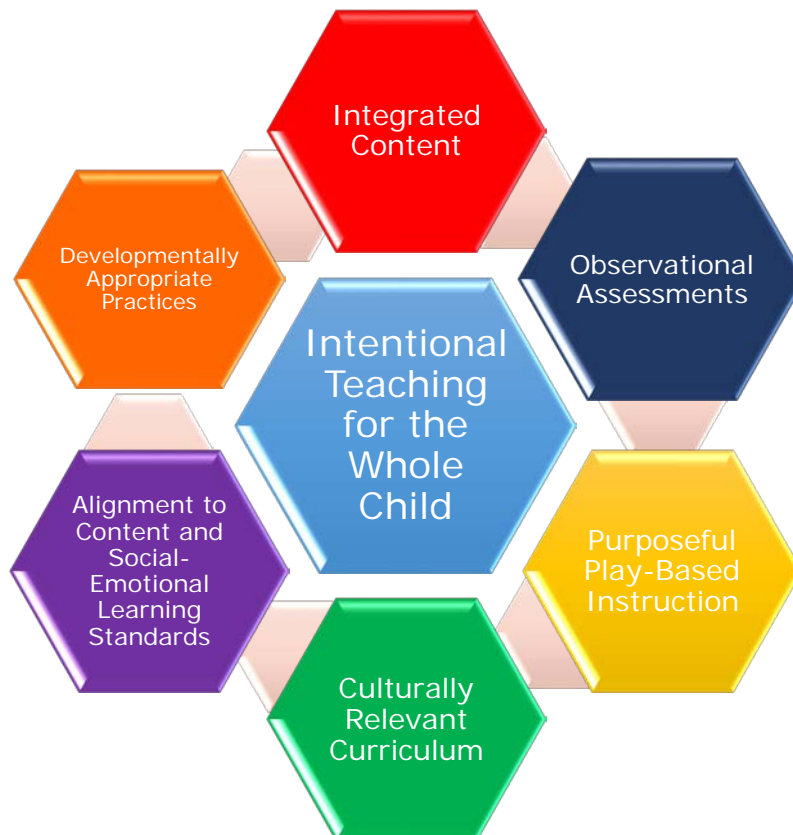 Integrated
Content
Observational
Assessments
Purposeful
Play-Based
Instruction
Culturally
Relevant
Curriculum
Alignment to
Content and
Social-
Emotional
Learning
Standards
Developmentally
Appropriate
Practices
Intentional
Teaching
for the
Whole
Child